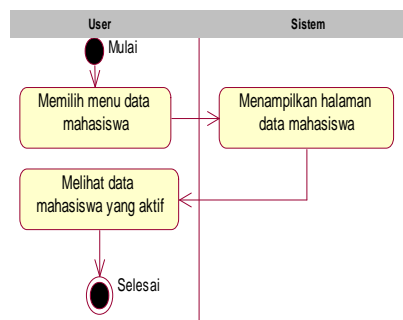 User
Sistem
Mulai
Memilih menu data
mahasiswa
Menampilkan halaman
data mahasiswa
Melihat data
mahasiswa yang aktif
Selesai